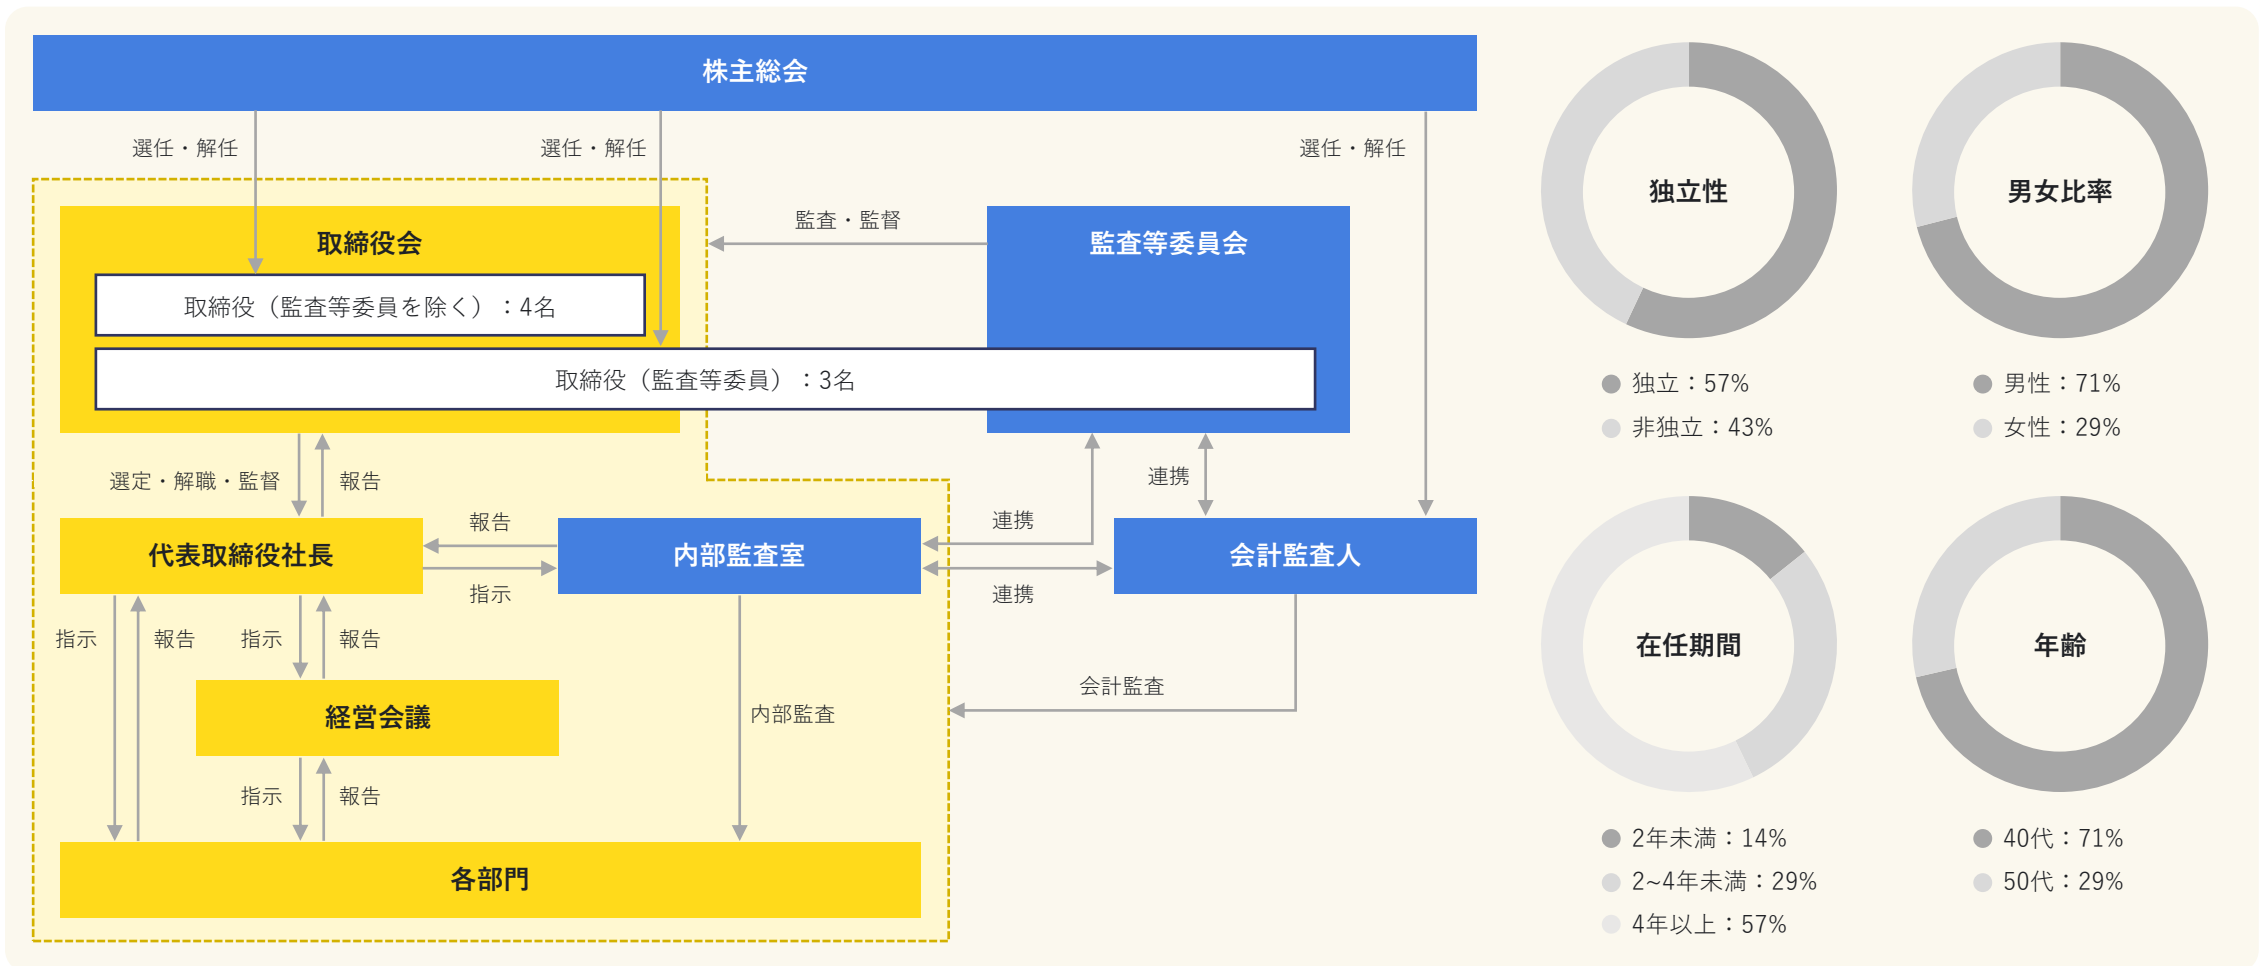 株主総会
選任・解任
選任・解任
選任・解任
取締役会
監査・監督
監査等委員会
取締役（監査等委員を除く）：4名
取締役（監査等委員）：3名
選定・解職・監督
報告
連携
代表取締役社長
報告
指示
内部監査室
連携
連携
会計監査人
指示
報告
指示
報告
会計監査
経営会議
内部監査
指示
報告
各部門
独立性
独立：57%
非独立：43%
男女比率
男性：71%
女性：29%
在任期間
2年未満：14%
2~4年未満：29%
4年以上：57%
年齢
40代：71%
50代：29%